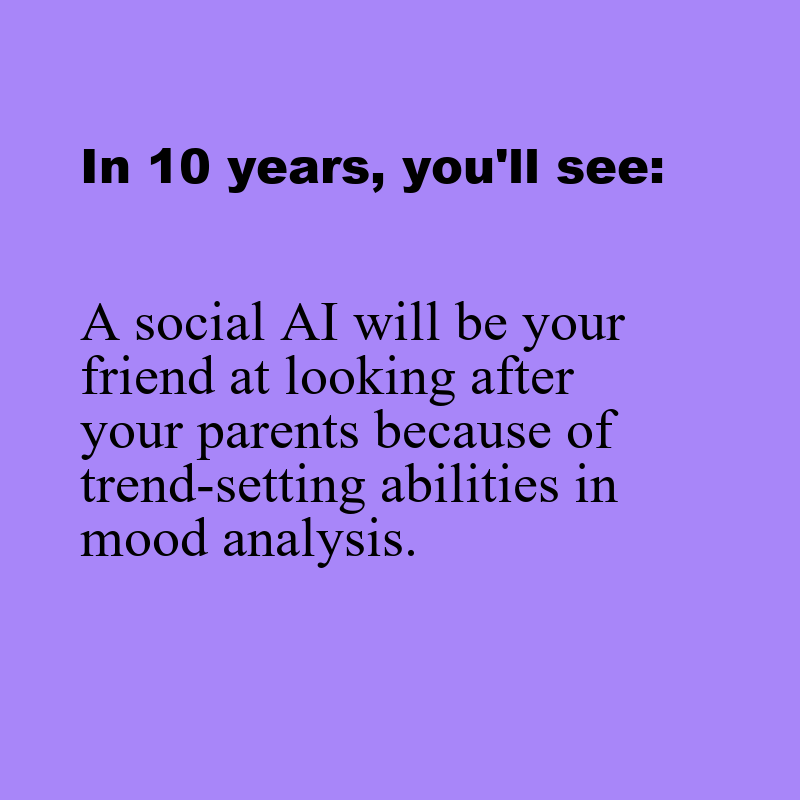 In 10 years, you'll see:
A social AI will be your
friend at looking after
your parents because of
trend-setting abilities in
mood analysis.